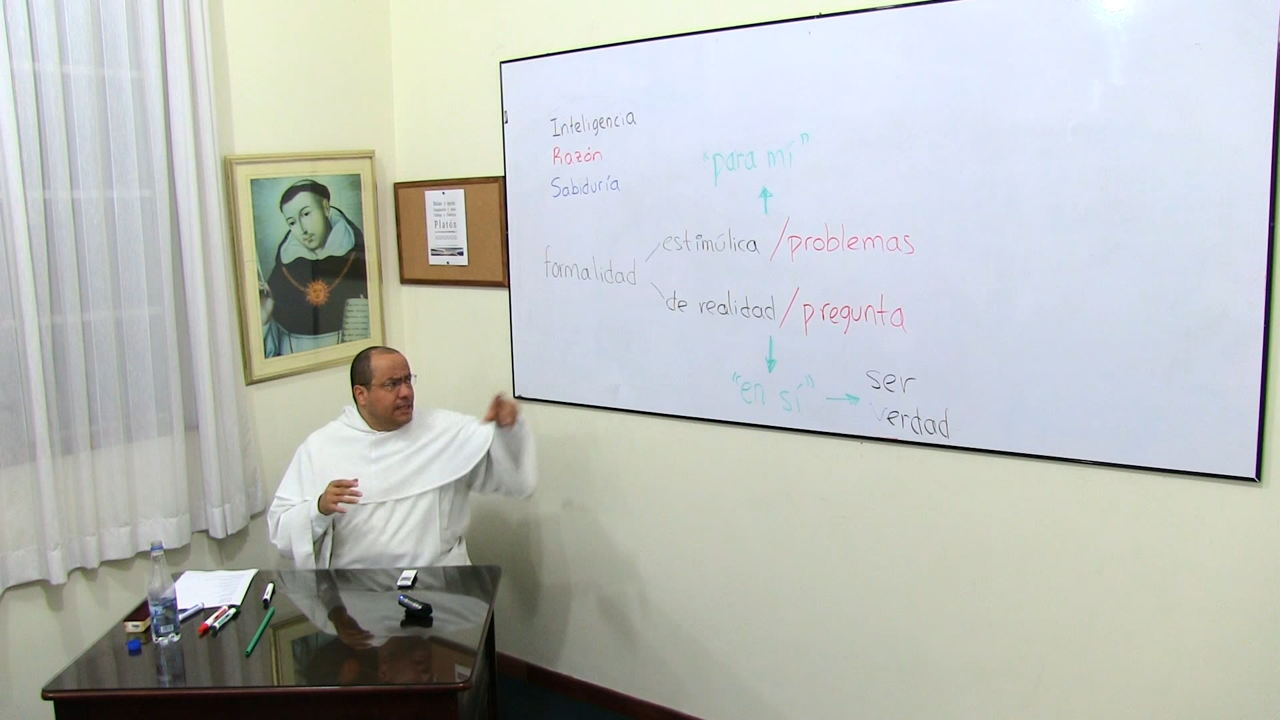 Inteligencia
Razón
Sabiduría
"para mí"
estimúlica / problemas
formalidad
de realidad / pregunta
"en sí" → ser
verdad
Platón